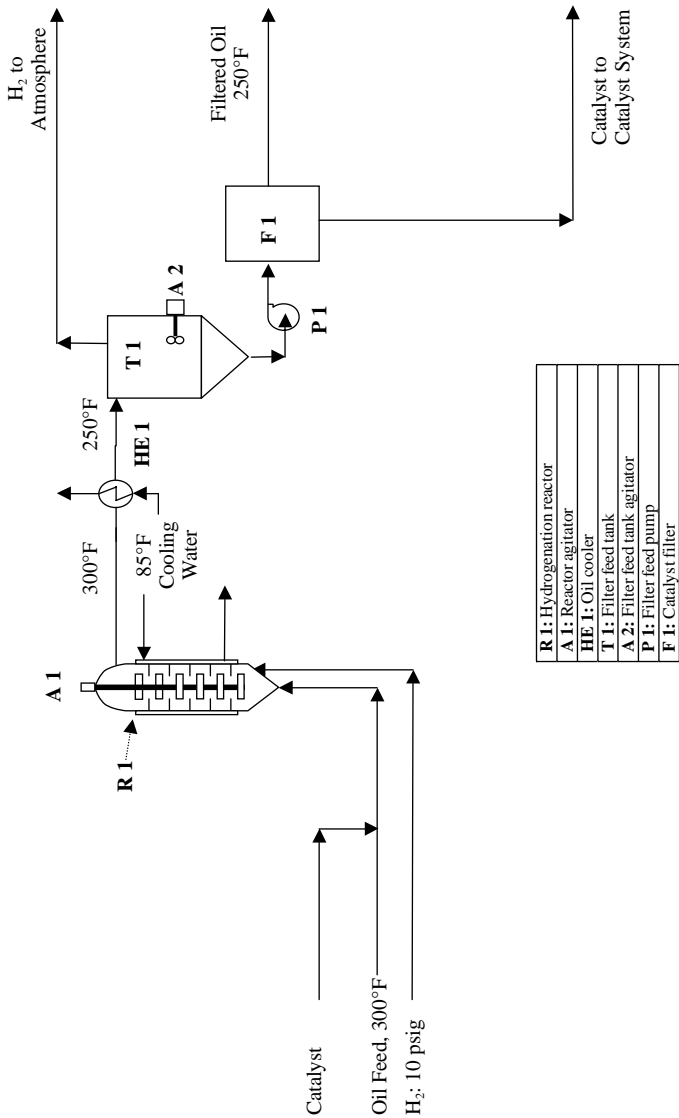 Catalyst
Oil Feed, 300°F
H₂: 10 psig
R 1
A 1
300°F
85°F
Cooling
Water
HE 1
250°F
T 1
A 2
P 1
F 1
H₂ to
Atmosphere
Filtered Oil
250°F
Catalyst to
Catalyst System
R 1: Hydrogenation reactor
A 1: Reactor agitator
HE 1: Oil cooler
T 1: Filter feed tank
A 2: Filter feed tank agitator
P 1: Filter feed pump
F 1: Catalyst filter